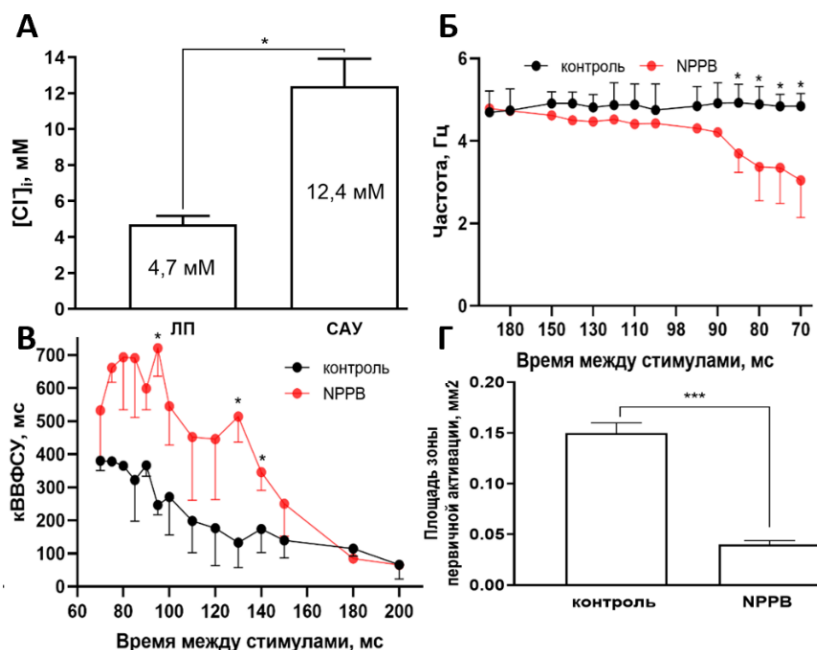 А
*
[Cl⁻]i, мМ
14
12
10
8
6
4
2
0
4,7 мМ
12,4 мМ
ЛП
САУ
Б
контроль
NPPB
* * * *
Частота, Гц
6
4
2
0
180 150 130 110 98 90 80 70
Время между стимулами, мс
В
контроль
NPPB
*
*
*
кВВФСУ, мс
700
600
500
400
300
200
100
0
60 80 100 120 140 160 180 200
Время между стимулами, мс
Г
***
Площадь зоны
первичной активации, мм2
0.20
0.15
0.10
0.05
0.00
контроль
NPPB